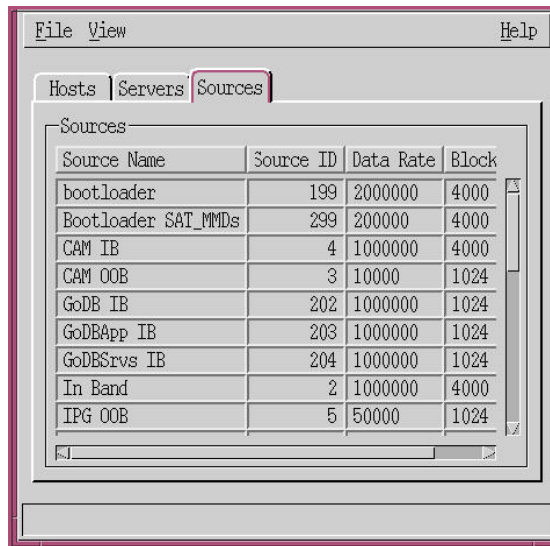 File View Help
Hosts Servers Sources
Sources
Source Name Source ID Data Rate Block
bootloader 199 2000000 4000
Bootloader SAT_MMDs 299 200000 4000
CAM IB 4 1000000 4000
CAM OOB 3 10000 1024
GoDB IB 202 1000000 1024
GoDBApp IB 203 1000000 1024
GoDBSrvs IB 204 1000000 1024
In Band 2 1000000 4000
IPG OOB 5 50000 1024